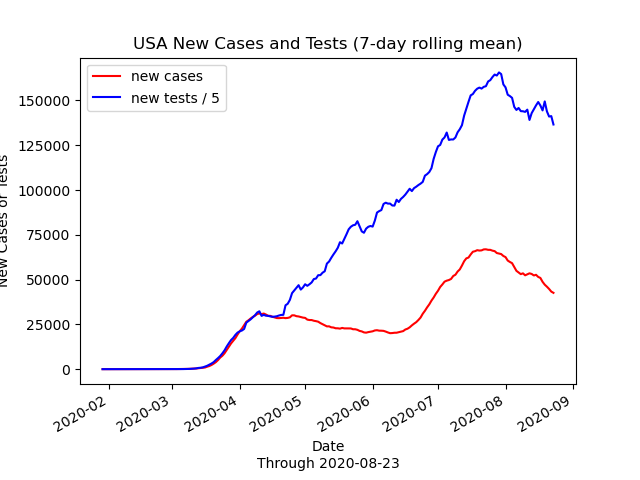 USA New Cases and Tests (7-day rolling mean)
new cases
new tests / 5
New Cases or Tests
150000
125000
100000
75000
50000
25000
0
2020-02
2020-03
2020-04
2020-05
2020-06
2020-07
2020-08
2020-09
Date
Through 2020-08-23